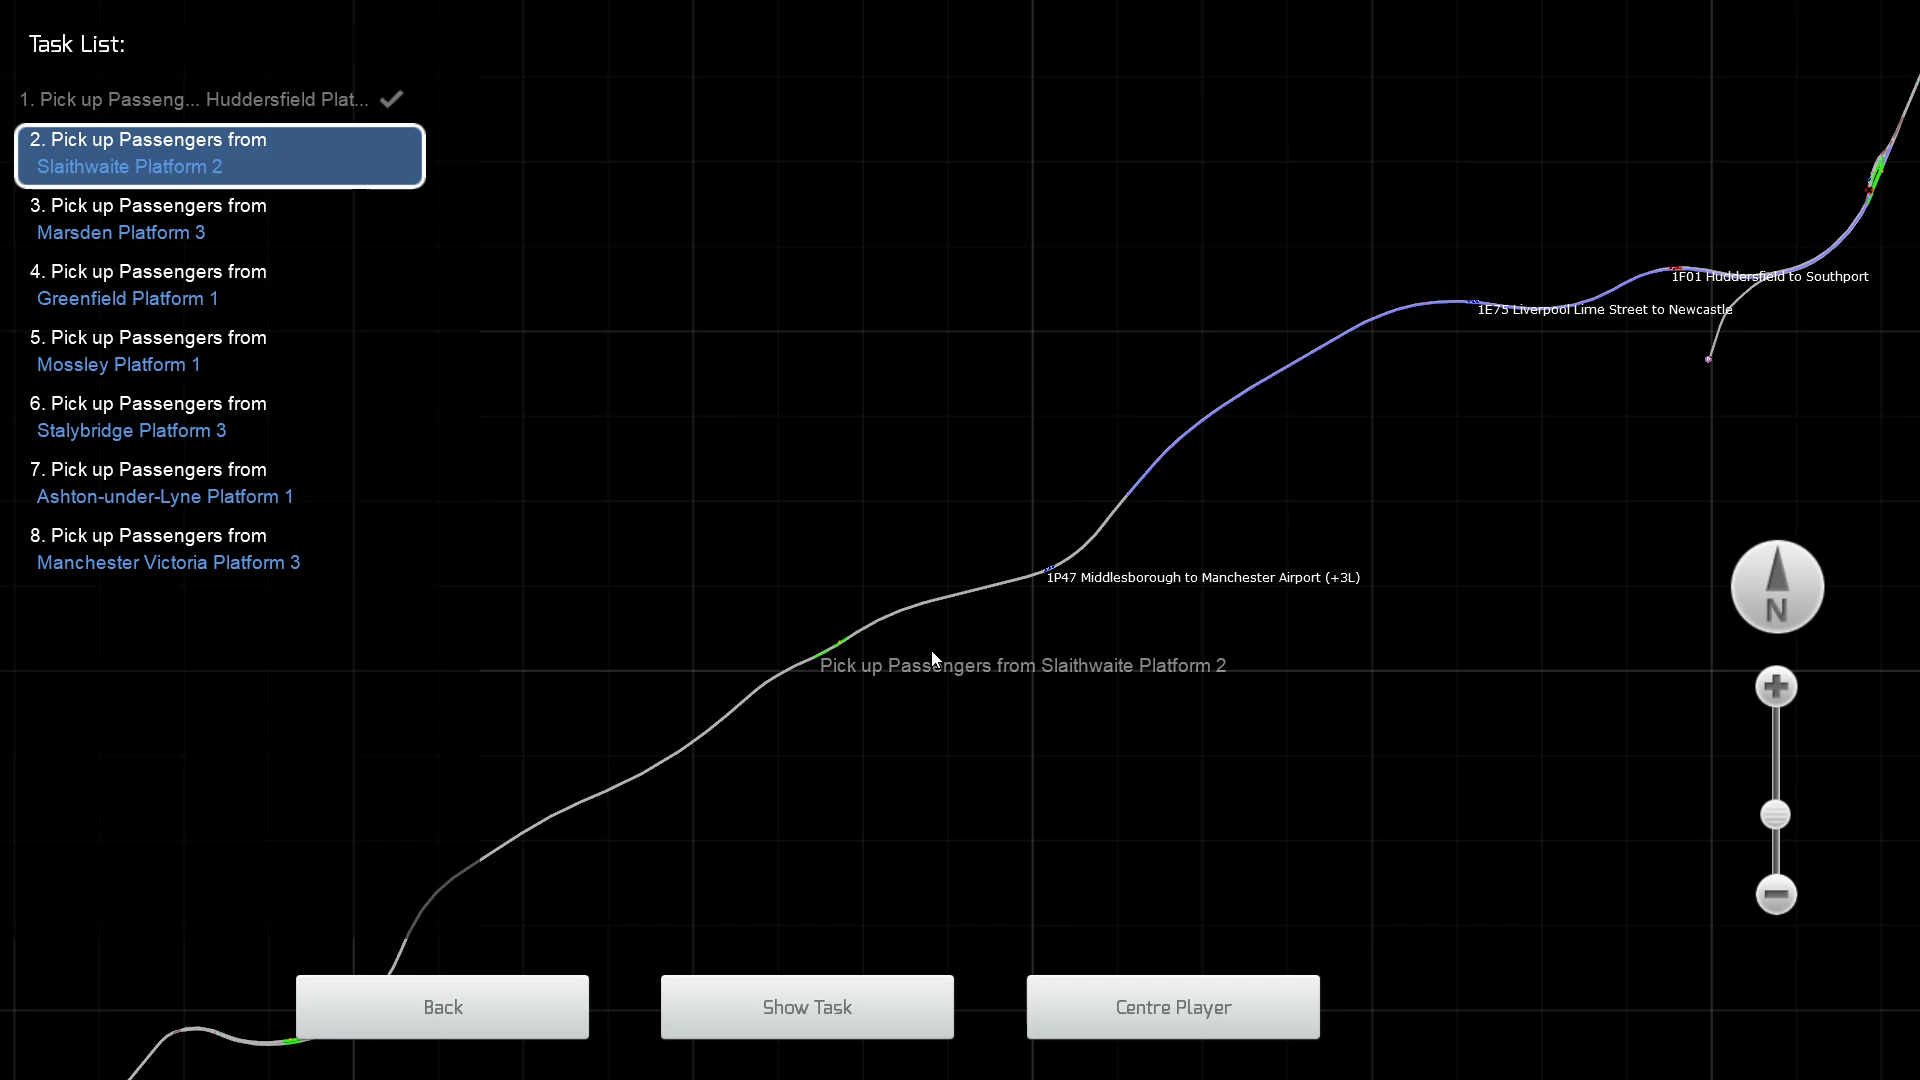 Task List:
1. Pick up Passeng... Huddersfield Plat...
2. Pick up Passengers from
Slaithwaite Platform 2
3. Pick up Passengers from
Marsden Platform 3
4. Pick up Passengers from
Greenfield Platform 1
5. Pick up Passengers from
Mossley Platform 1
6. Pick up Passengers from
Stalybridge Platform 3
7. Pick up Passengers from
Ashton-under-Lyne Platform 1
8. Pick up Passengers from
Manchester Victoria Platform 3
1F01 Huddersfield to Southport
1E75 Liverpool Lime Street to Newcastle
1P47 Middlesborough to Manchester Airport (+3L)
Pick up Passengers from Slaithwaite Platform 2
N
Back
Show Task
Centre Player